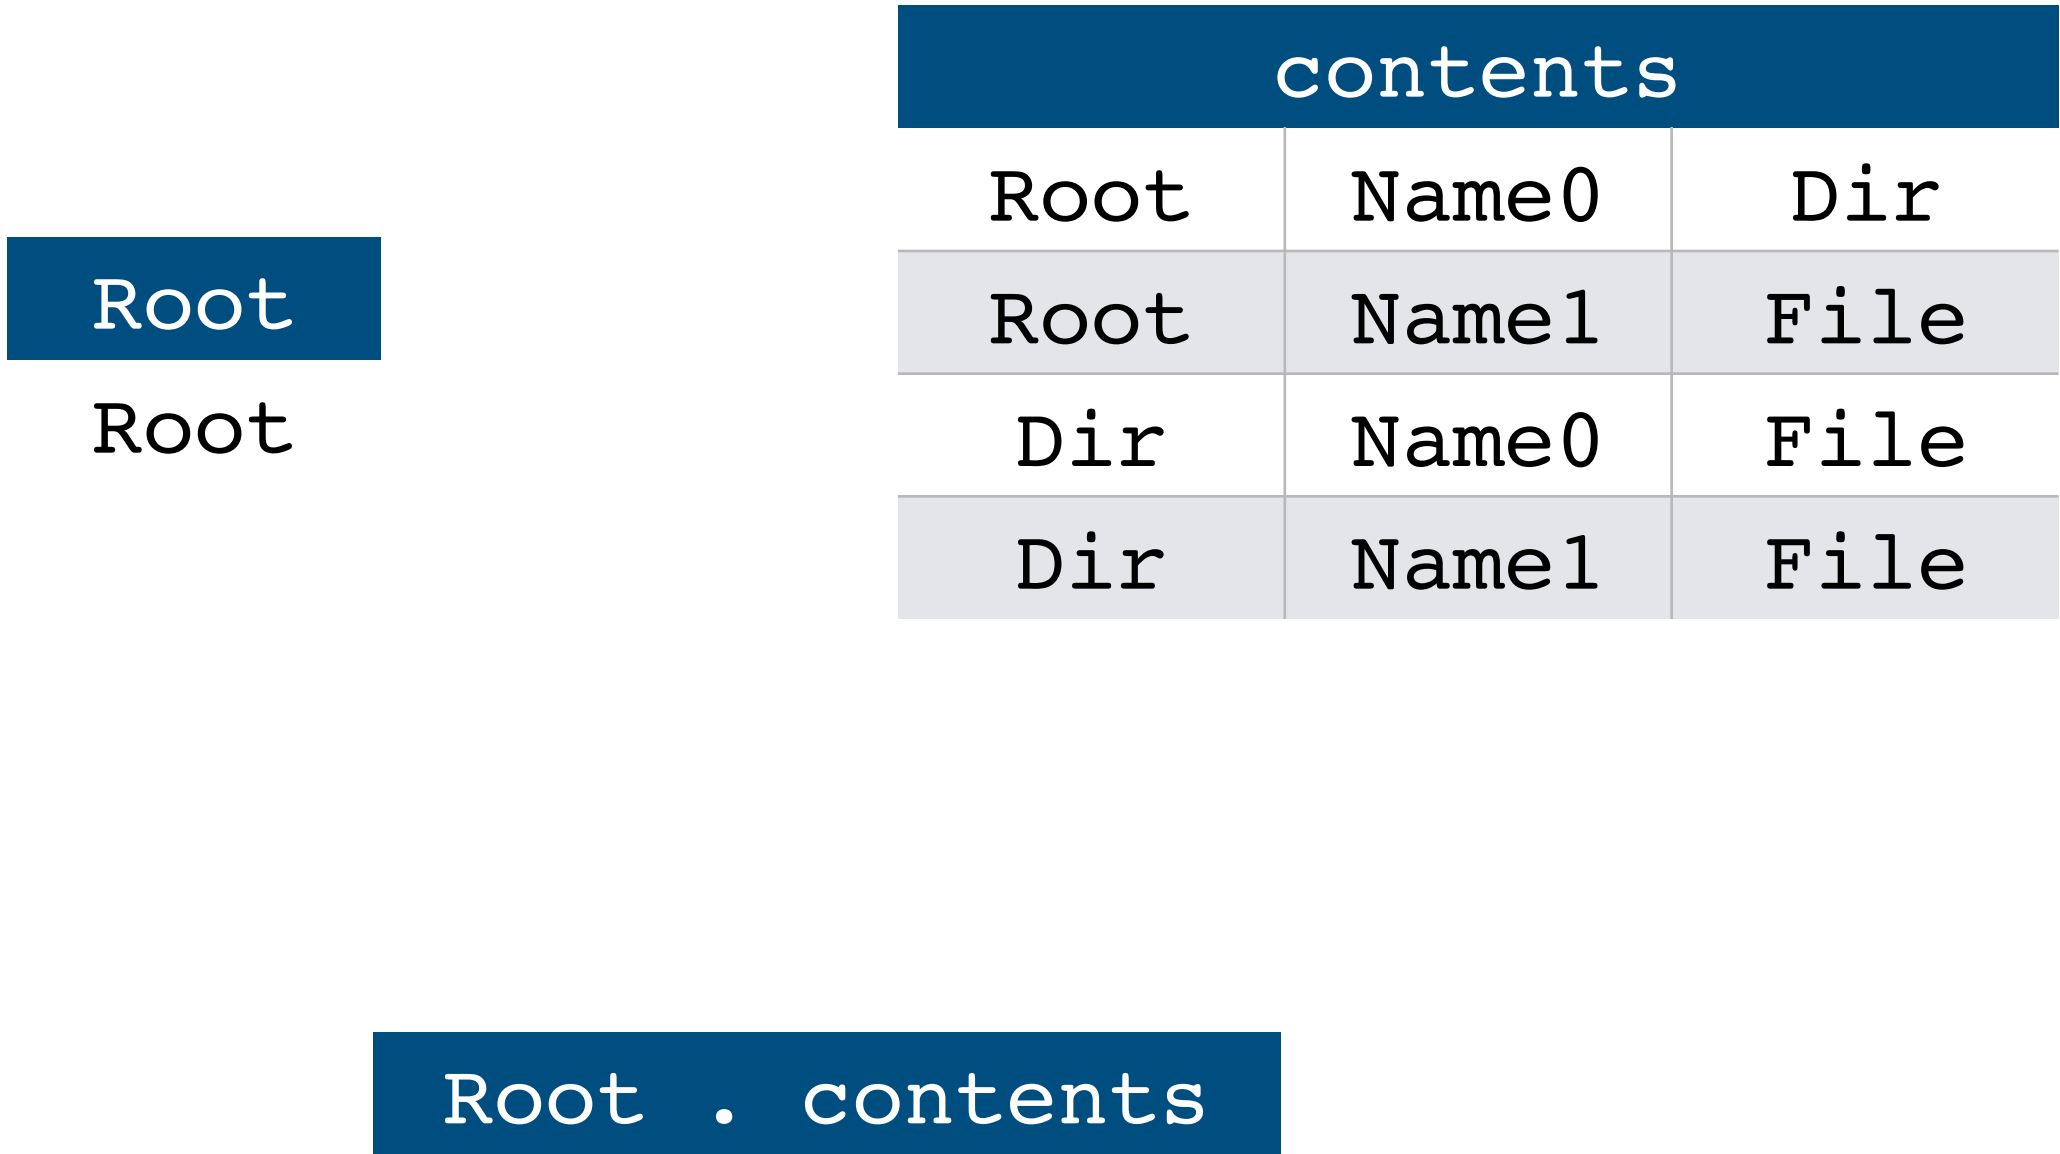 contents
Root Name0 Dir
Root
Root Name1 File
Root
Dir Name0 File
Dir Name1 File
Root . contents